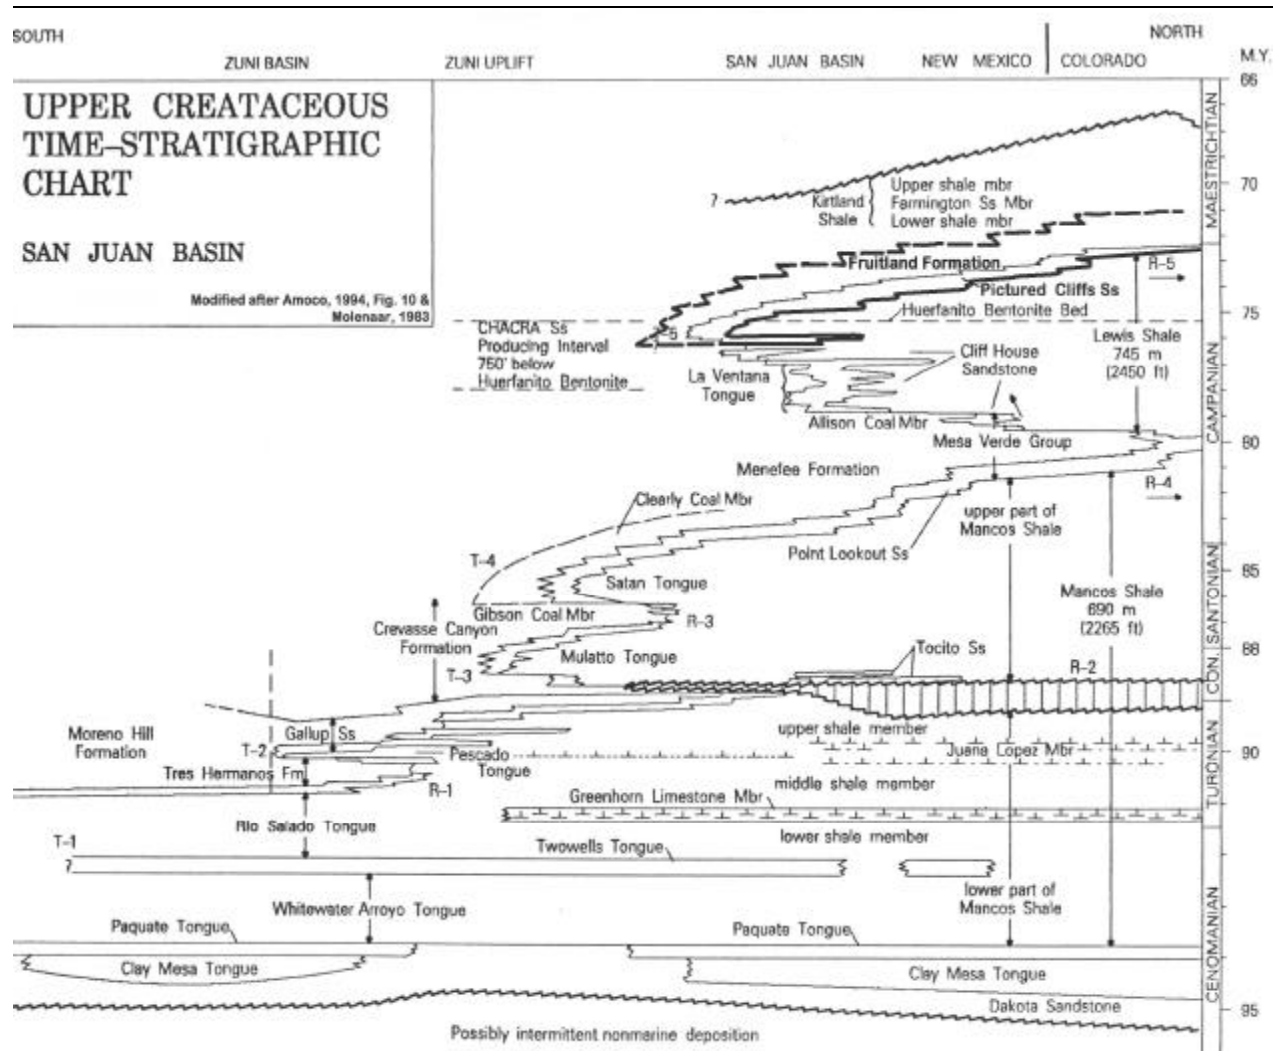 SOUTH
NORTH
ZUNI BASIN
ZUNI UPLIFT
SAN JUAN BASIN
NEW MEXICO
COLORADO
M.Y.
UPPER CREATACEOUS
TIME–STRATIGRAPHIC
CHART
SAN JUAN BASIN
Modified after Amoco, 1994, Fig. 10 &
Molenaar, 1983
66
70
75
80
85
88
90
95
MAESTRICHTIAN
CAMPANIAN
SANTONIAN
CON.
TURONIAN
CENOMANIAN
?
Kirtland
Shale
Upper shale mbr
Farmington Ss Mbr
Lower shale mbr
Fruitland Formation
R–5
Pictured Cliffs Ss
Huerfanito Bentonite Bed
CHACRA Ss
Producing Interval
750' below
Huerfanito Bentonite
T–5
Lewis Shale
745 m
(2450 ft)
La Ventana
Tongue
Cliff House
Sandstone
Allison Coal Mbr
Mesa Verde Group
Menefee Formation
R–4
Clearly Coal Mbr
upper part of
Mancos Shale
Point Lookout Ss
T–4
Satan Tongue
Mancos Shale
690 m
(2265 ft)
Gibson Coal Mbr
R–3
Crevasse Canyon
Formation
Mulatto Tongue
Tocito Ss
R–2
T–3
Moreno Hill
Formation
Gallup Ss
upper shale member
T–2
Pescado
Tongue
Juana Lopez Mbr
Tres Hermanos Fm
R–1
middle shale member
Greenhorn Limestone Mbr
Rio Salado Tongue
lower shale member
T–1
?
Twowells Tongue
Whitewater Arroyo Tongue
lower part of
Mancos Shale
Paquate Tongue
Paquate Tongue
Clay Mesa Tongue
Clay Mesa Tongue
Dakota Sandstone
Possibly intermittent nonmarine deposition